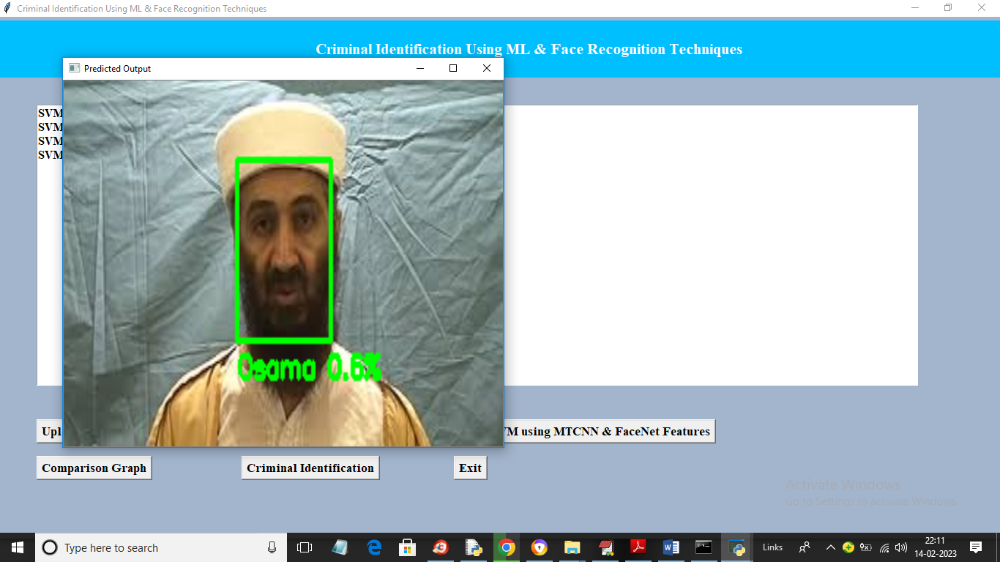 Criminal Identification Using ML & Face Recognition Techniques
Criminal Identification Using ML & Face Recognition Techniques
Predicted Output
SVM
SVM
SVM
SVM
Osama 0.6%
Upl
VM using MTCNN & FaceNet Features
Comparison Graph
Criminal Identification
Exit
Activate Windows
Go to Settings to activate Windows.
Type here to search
Links
22:11
14-02-2023